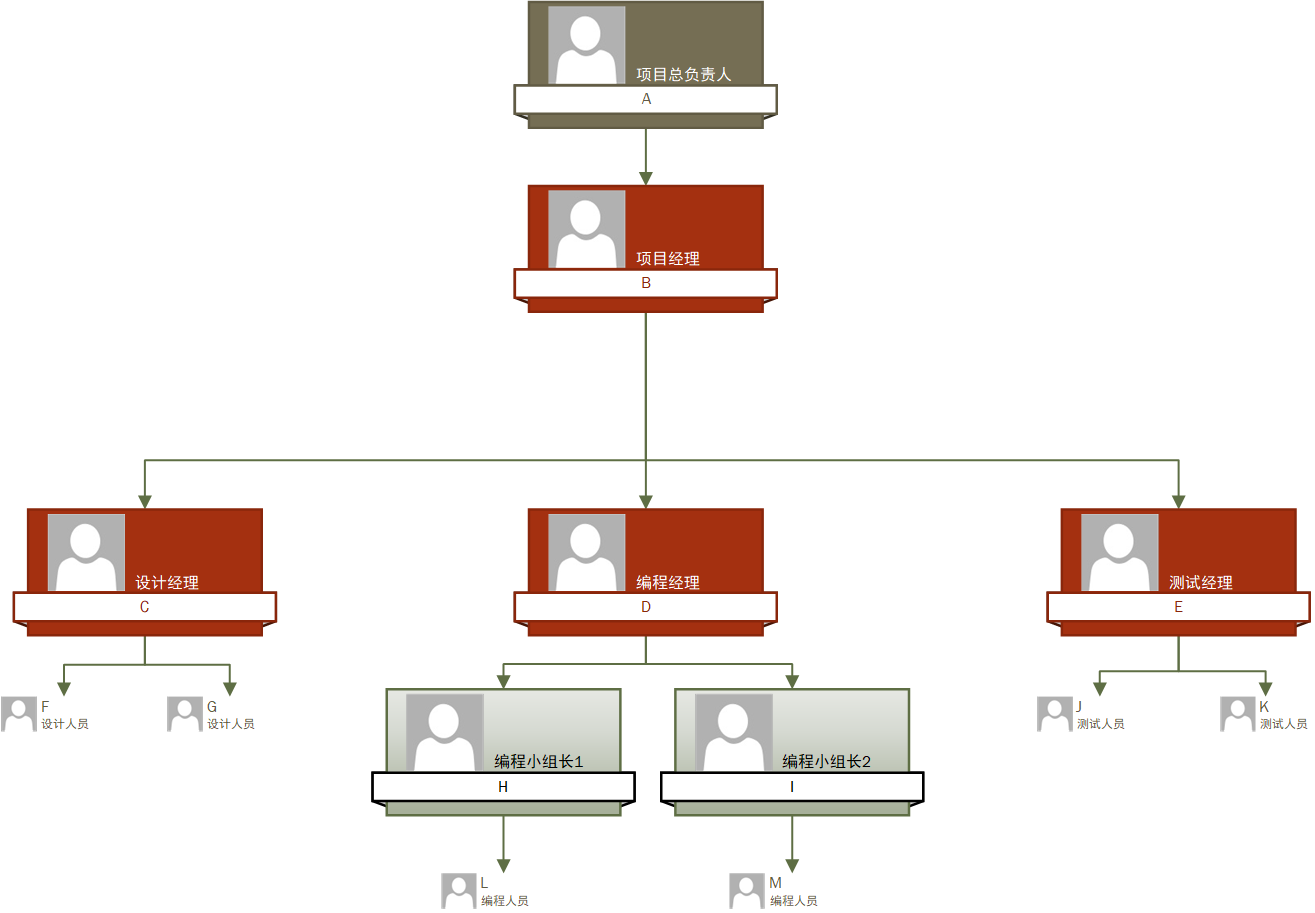 项目总负责人
A
项目经理
B
设计经理
C
编程经理
D
测试经理
E
F
设计人员
G
设计人员
编程小组长1
H
编程小组长2
I
J
测试人员
K
测试人员
L
编程人员
M
编程人员